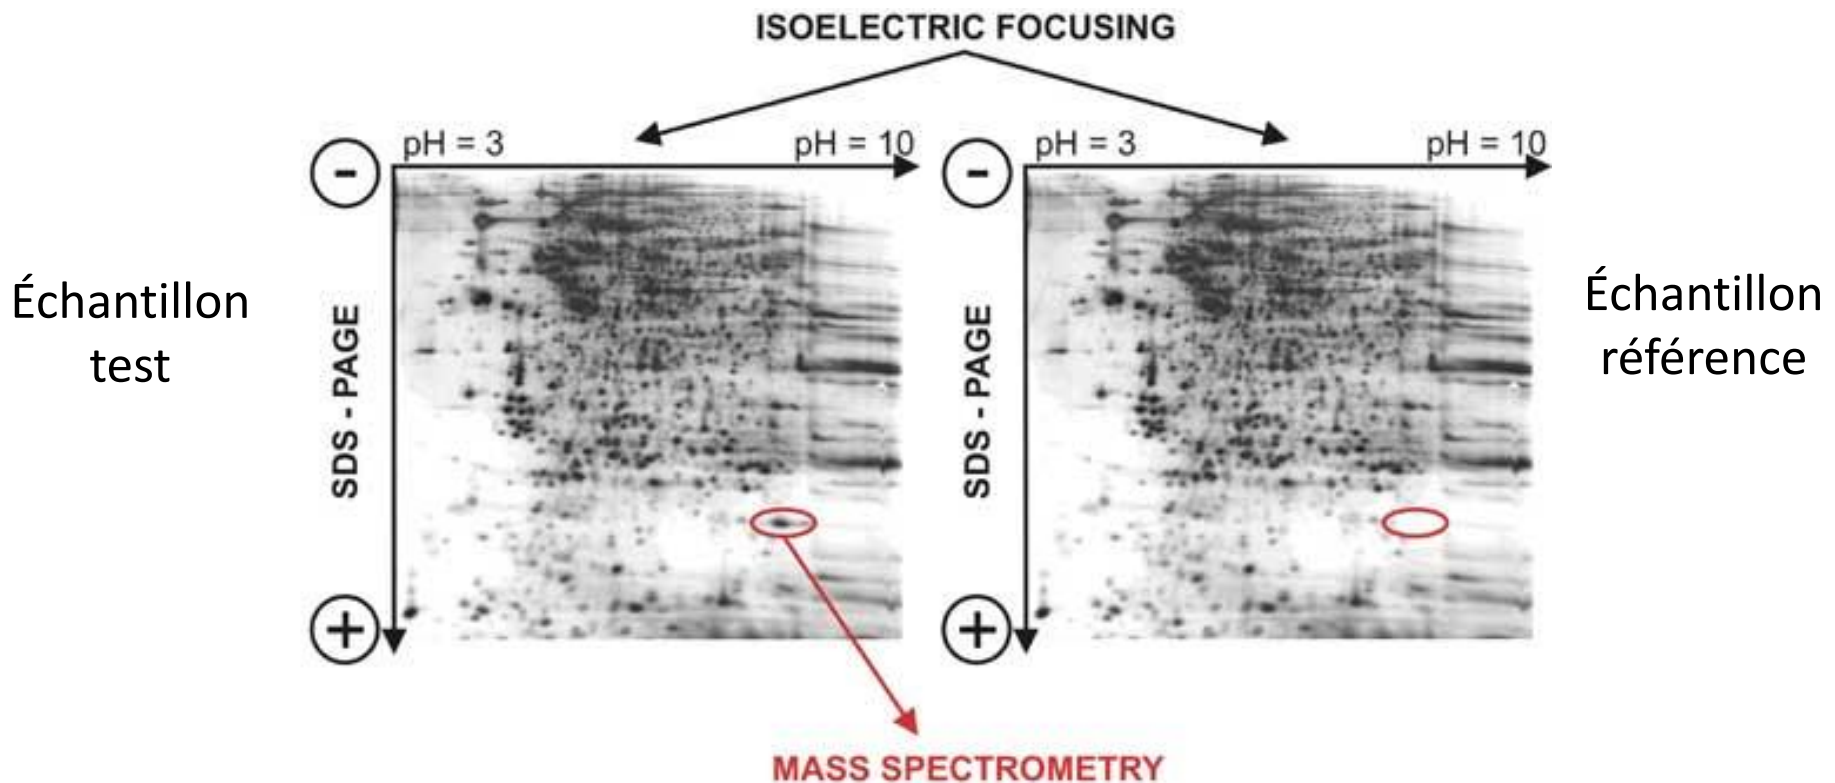 ISOELECTRIC FOCUSING
pH = 3
pH = 10
pH = 3
pH = 10
-
-
Échantillon
test
SDS - PAGE
SDS - PAGE
Échantillon
référence
+
+
MASS SPECTROMETRY